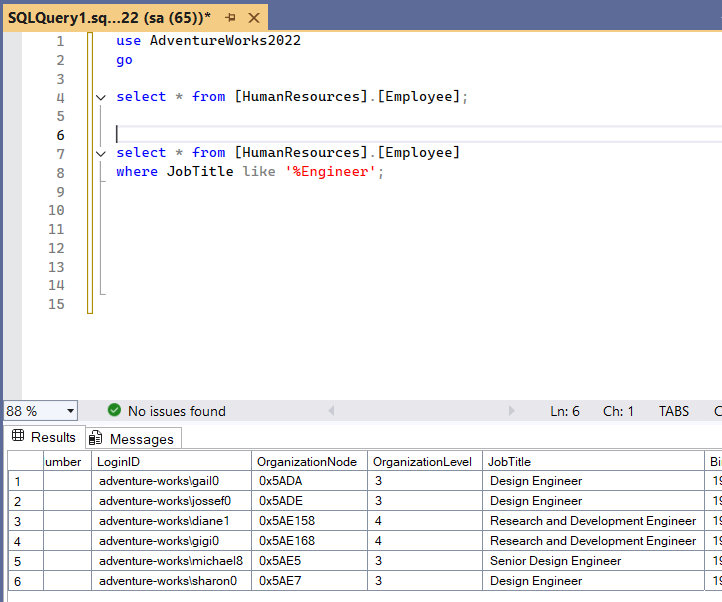 SQLQuery1.sq...22 (sa (65))*
1 use AdventureWorks2022
2 go
3
4 select * from [HumanResources].[Employee];
5
6
7 select * from [HumanResources].[Employee]
8 where JobTitle like '%Engineer';
9
10
11
12
13
14
15
88 % No issues found Ln: 6 Ch: 1 TABS C
Results Messages
umber LoginID OrganizationNode OrganizationLevel JobTitle Bi
1 adventure-works\gail0 0x5ADA 3 Design Engineer 19
2 adventure-works\jossef0 0x5ADE 3 Design Engineer 19
3 adventure-works\diane1 0x5AE158 4 Research and Development Engineer 19
4 adventure-works\gigi0 0x5AE168 4 Research and Development Engineer 19
5 adventure-works\michael8 0x5AE5 3 Senior Design Engineer 19
6 adventure-works\sharon0 0x5AE7 3 Design Engineer 19